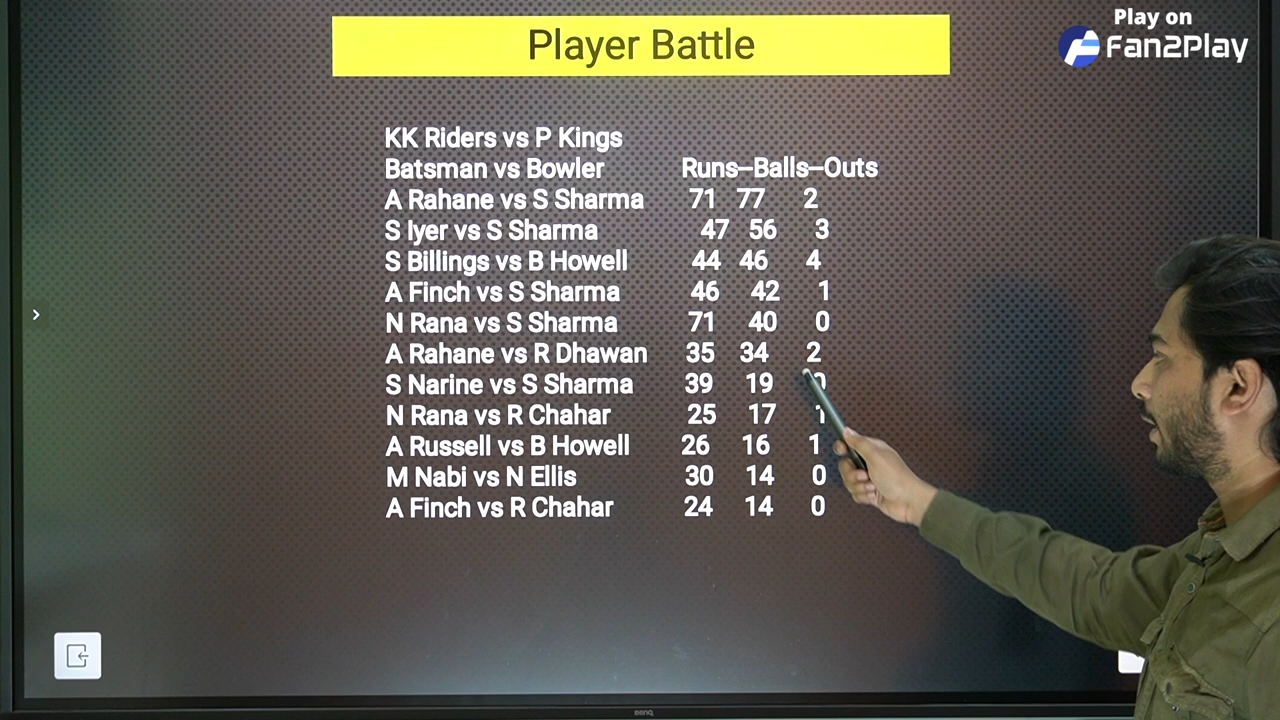 Play on
Fan2Play
Player Battle
KK Riders vs P Kings
Batsman vs Bowler Runs–Balls–Outs
A Rahane vs S Sharma 71 77 2
S Iyer vs S Sharma 47 56 3
S Billings vs B Howell 44 46 4
A Finch vs S Sharma 46 42 1
N Rana vs S Sharma 71 40 0
A Rahane vs R Dhawan 35 34 2
S Narine vs S Sharma 39 19 0
N Rana vs R Chahar 25 17 1
A Russell vs B Howell 26 16 1
M Nabi vs N Ellis 30 14 0
A Finch vs R Chahar 24 14 0
BenQ